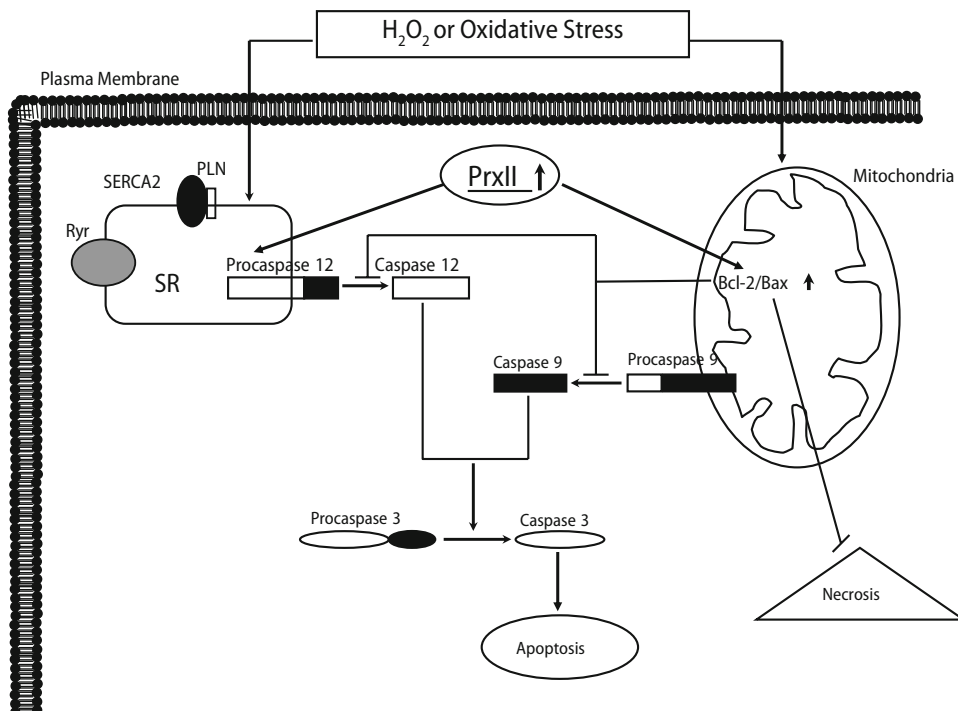 H₂O₂ or Oxidative Stress
Plasma Membrane
PLN
SERCA2
PrxII
Mitochondria
Ryr
SR
Procaspase 12
Caspase 12
Bcl-2/Bax
Caspase 9
Procaspase 9
Procaspase 3
Caspase 3
Necrosis
Apoptosis